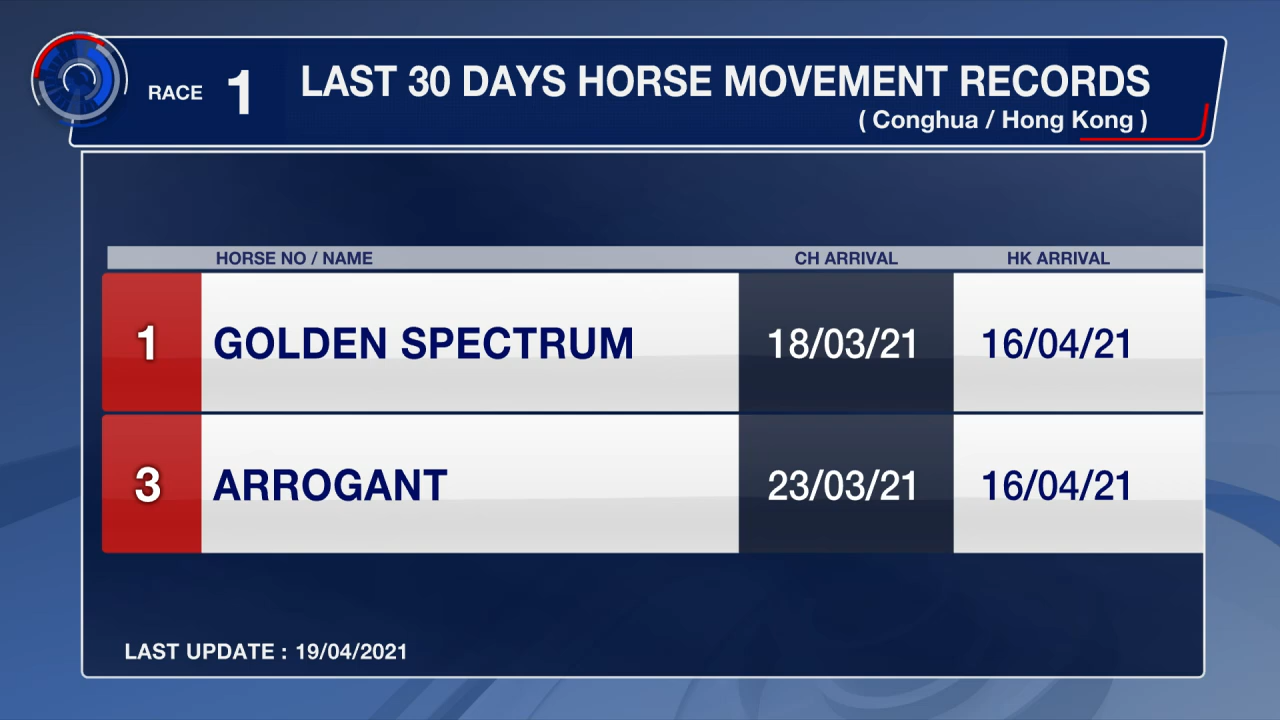 RACE 1 LAST 30 DAYS HORSE MOVEMENT RECORDS
( Conghua / Hong Kong )
HORSE NO / NAME CH ARRIVAL HK ARRIVAL
1 GOLDEN SPECTRUM 18/03/21 16/04/21
3 ARROGANT 23/03/21 16/04/21
LAST UPDATE : 19/04/2021